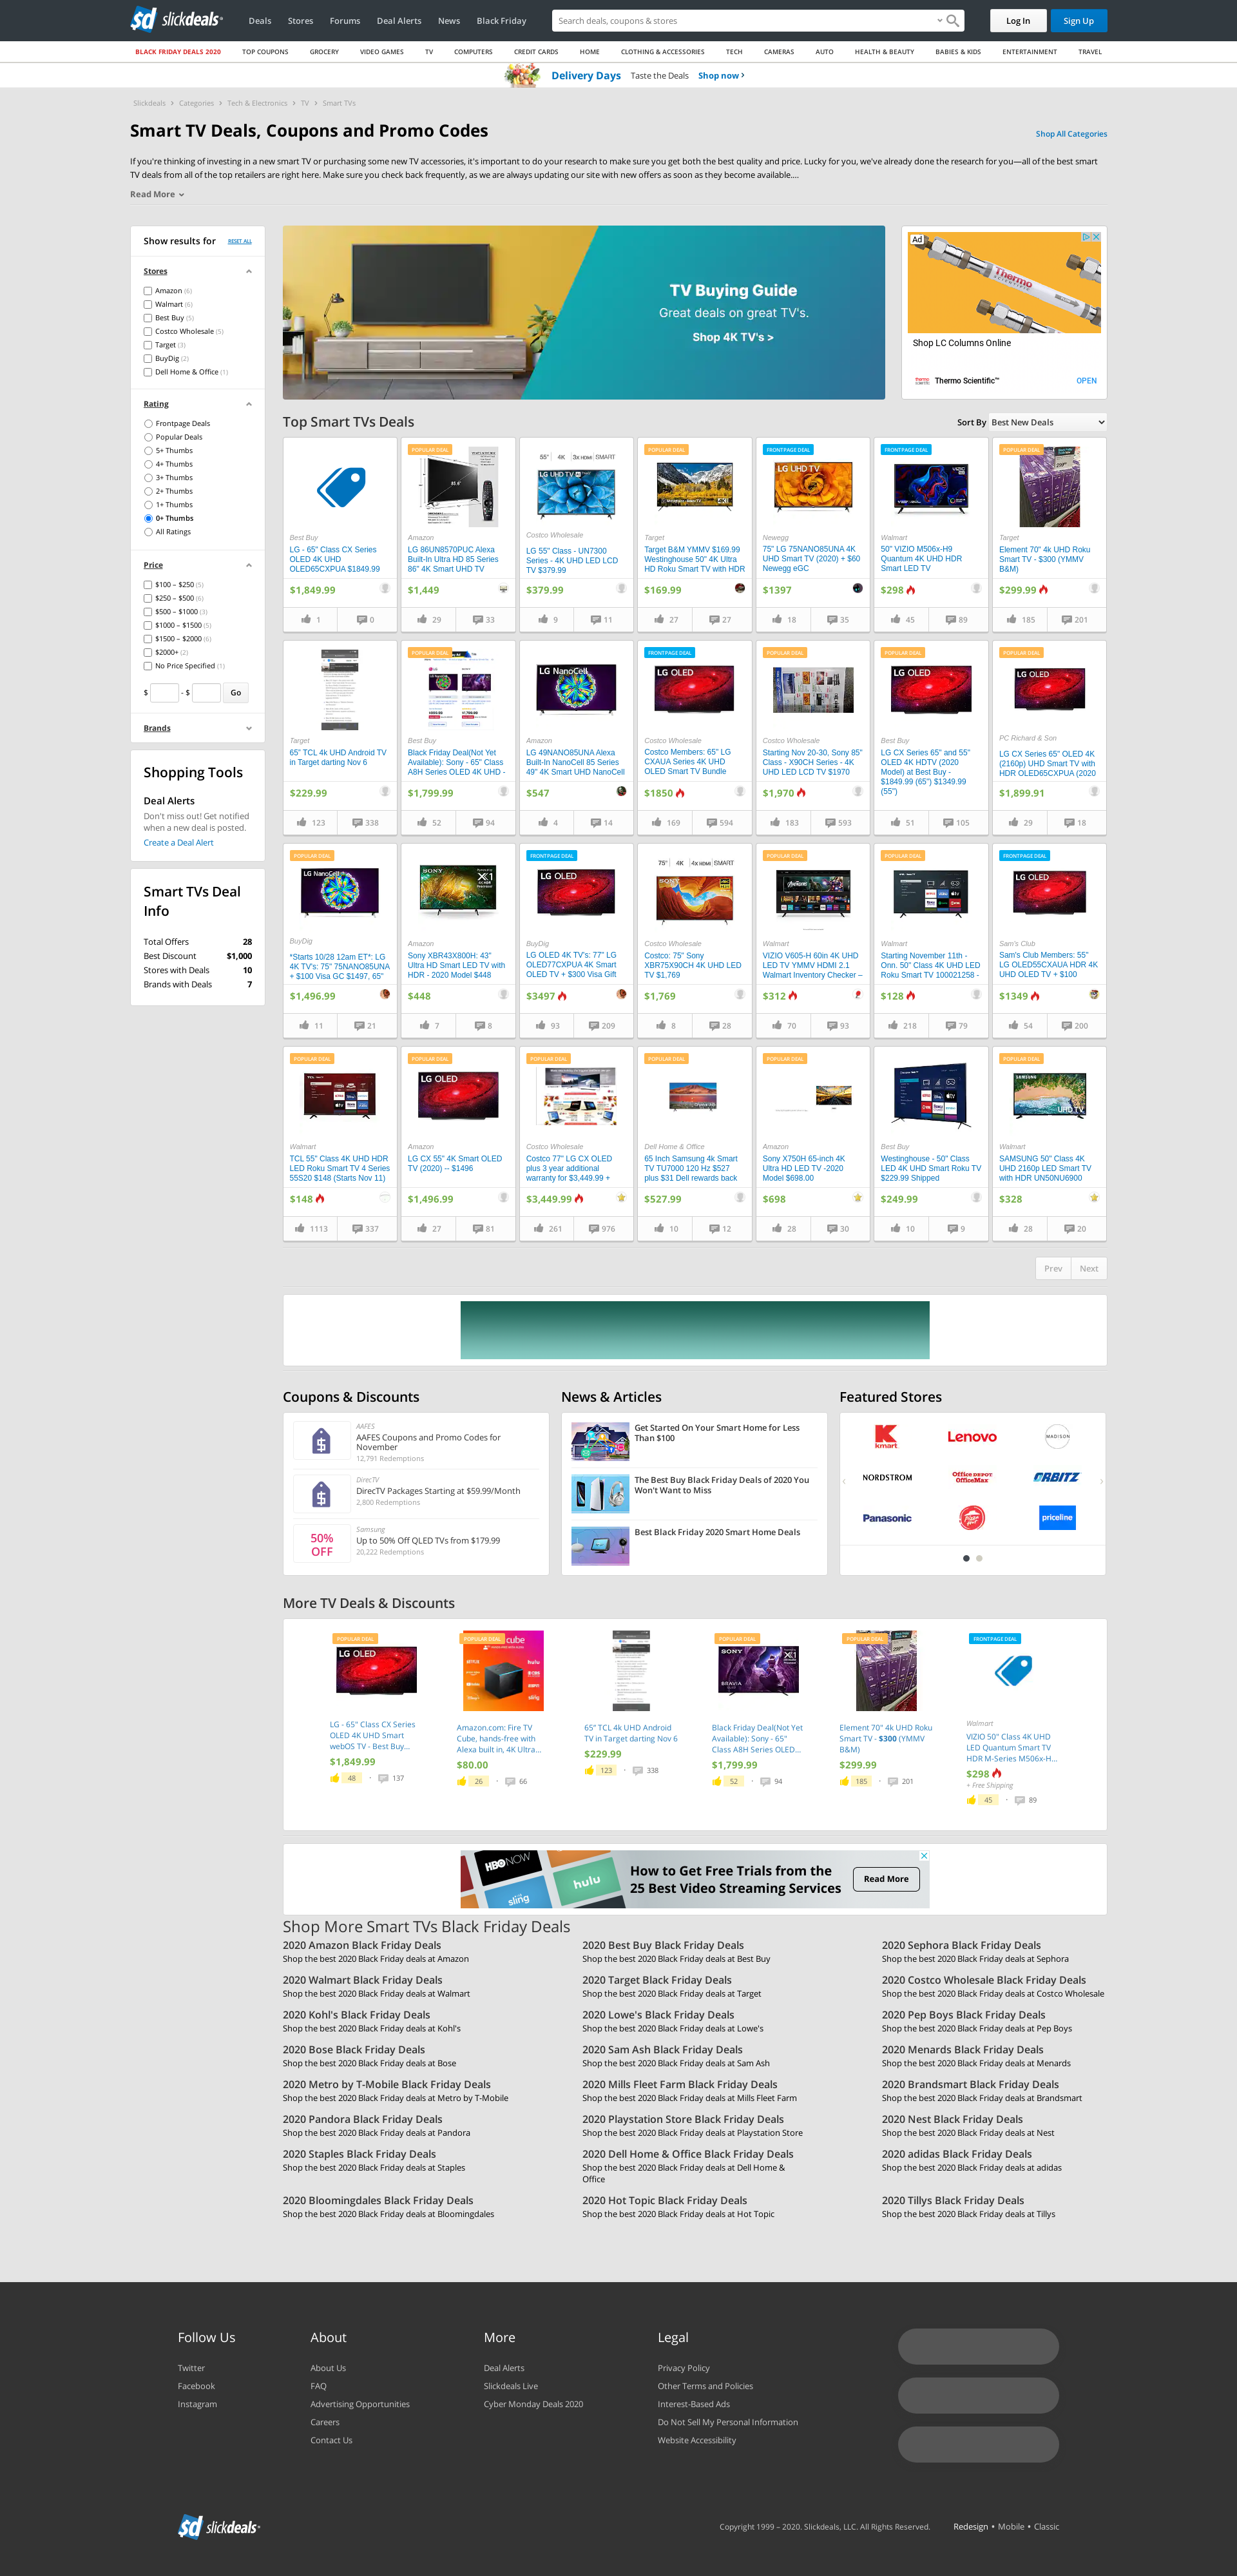 slickdeals
Deals
Stores
Forums
Deal Alerts
News
Black Friday
Search deals, coupons & stores
Log In
Sign Up
BLACK FRIDAY DEALS 2020
TOP COUPONS
GROCERY
VIDEO GAMES
TV
COMPUTERS
CREDIT CARDS
HOME
CLOTHING & ACCESSORIES
TECH
CAMERAS
AUTO
HEALTH & BEAUTY
BABIES & KIDS
ENTERTAINMENT
TRAVEL
Delivery Days Taste the Deals Shop now ›
Slickdeals › Categories › Tech & Electronics › TV › Smart TVs
Smart TV Deals, Coupons and Promo Codes
Shop All Categories
If you're thinking of investing in a new smart TV or purchasing some new TV accessories, it's important to do your research to make sure you get both the best quality and price. Lucky for you, we've already done the research for you—all of the best smart
TV deals from all of the top retailers are right here. Make sure you check back frequently, as we are always updating our site with new offers as soon as they become available....
Read More
Show results for
RESET ALL
Stores
Amazon (6)
Walmart (6)
Best Buy (5)
Costco Wholesale (5)
Target (3)
BuyDig (2)
Dell Home & Office (1)
Rating
Frontpage Deals
Popular Deals
5+ Thumbs
4+ Thumbs
3+ Thumbs
2+ Thumbs
1+ Thumbs
0+ Thumbs
All Ratings
Price
$100 – $250 (5)
$250 – $500 (6)
$500 – $1000 (3)
$1000 – $1500 (5)
$1500 – $2000 (6)
$2000+ (2)
No Price Specified (1)
$ - $ Go
Brands
Shopping Tools
Deal Alerts
Don't miss out! Get notified
when a new deal is posted.
Create a Deal Alert
Smart TVs Deal
Info
Total Offers 28
Best Discount $1,000
Stores with Deals 10
Brands with Deals 7
TV Buying Guide
Great deals on great TV's.
Shop 4K TV's >
Ad
Thermo
Shop LC Columns Online
Thermo Scientific™
OPEN
Top Smart TVs Deals
Sort By Best New Deals
Best Buy
LG - 65" Class CX Series
OLED 4K UHD
OLED65CXPUA $1849.99
$1,849.99
1
0
POPULAR DEAL
Amazon
LG 86UN8570PUC Alexa
Built-In Ultra HD 85 Series
86" 4K Smart UHD TV
$1,449
29
33
55" 4K 3x HDMI SMART
LG UHD TV
Costco Wholesale
LG 55" Class - UN7300
Series - 4K UHD LED LCD
TV $379.99
$379.99
9
11
POPULAR DEAL
Target
Target B&M YMMV $169.99
Westinghouse 50" 4K Ultra
HD Roku Smart TV with HDR
$169.99
27
27
FRONTPAGE DEAL
LG UHD TV
Newegg
75" LG 75NANO85UNA 4K
UHD Smart TV (2020) + $60
Newegg eGC
$1397
18
35
FRONTPAGE DEAL
Walmart
50" VIZIO M506x-H9
Quantum 4K UHD HDR
Smart LED TV
$298
45
89
POPULAR DEAL
Target
Element 70" 4k UHD Roku
Smart TV - $300 (YMMV
B&M)
$299.99
185
201
Target
65" TCL 4k UHD Android TV
in Target darting Nov 6
$229.99
123
338
POPULAR DEAL
Best Buy
Black Friday Deal(Not Yet
Available): Sony - 65" Class
A8H Series OLED 4K UHD -
$1,799.99
52
94
LG NanoCell
Amazon
LG 49NANO85UNA Alexa
Built-In NanoCell 85 Series
49" 4K Smart UHD NanoCell
$547
4
14
FRONTPAGE DEAL
LG OLED
Costco Wholesale
Costco Members: 65" LG
CXAUA Series 4K UHD
OLED Smart TV Bundle
$1850
169
594
POPULAR DEAL
Costco Wholesale
Starting Nov 20-30, Sony 85"
Class - X90CH Series - 4K
UHD LED LCD TV $1970
$1,970
183
593
POPULAR DEAL
LG OLED
Best Buy
LG CX Series 65" and 55"
OLED 4K HDTV (2020
Model) at Best Buy -
$1849.99 (65") $1349.99
(55")
51
105
POPULAR DEAL
LG OLED
PC Richard & Son
LG CX Series 65" OLED 4K
(2160p) UHD Smart TV with
HDR OLED65CXPUA (2020
$1,899.91
29
18
POPULAR DEAL
LG NanoCell
BuyDig
*Starts 10/28 12am ET*: LG
4K TV's: 75" 75NANO85UNA
+ $100 Visa GC $1497, 65"
$1,496.99
11
21
SONY X1
Amazon
Sony XBR43X800H: 43"
Ultra HD Smart LED TV with
HDR - 2020 Model $448
$448
7
8
FRONTPAGE DEAL
LG OLED
BuyDig
LG OLED 4K TV's: 77" LG
OLED77CXPUA 4K Smart
OLED TV + $300 Visa Gift
$3497
93
209
75" 4K 4x HDMI SMART
SONY
Costco Wholesale
Costco: 75" Sony
XBR75X90CH 4K UHD LED
TV $1,769
$1,769
8
28
POPULAR DEAL
Walmart
VIZIO V605-H 60in 4K UHD
LED TV YMMV HDMI 2.1
Walmart Inventory Checker –
$312
70
93
POPULAR DEAL
Walmart
Starting November 11th -
Onn. 50" Class 4K UHD LED
Roku Smart TV 100021258 -
$128
218
79
FRONTPAGE DEAL
LG OLED
Sam's Club
Sam's Club Members: 55"
LG OLED55CXAUA HDR 4K
UHD OLED TV + $100
$1349
54
200
POPULAR DEAL
Walmart
TCL 55" Class 4K UHD HDR
LED Roku Smart TV 4 Series
55S20 $148 (Starts Nov 11)
$148
1113
337
LG OLED
Amazon
LG CX 55" 4K Smart OLED
TV (2020) -- $1496
$1,496.99
27
81
POPULAR DEAL
Costco Wholesale
Costco 77" LG CX OLED
plus 3 year additional
warranty for $3,449.99 +
$3,449.99
261
976
POPULAR DEAL
Dell Home & Office
65 Inch Samsung 4k Smart
TV TU7000 120 Hz $527
plus $31 Dell rewards back
$527.99
10
12
POPULAR DEAL
Amazon
Sony X750H 65-inch 4K
Ultra HD LED TV -2020
Model $698.00
$698
28
30
Best Buy
Westinghouse - 50" Class
LED 4K UHD Smart Roku TV
$229.99 Shipped
$249.99
10
9
POPULAR DEAL
SAMSUNG
UHD TV
Walmart
SAMSUNG 50" Class 4K
UHD 2160p LED Smart TV
with HDR UN50NU6900
$328
28
20
Prev
Next
Coupons & Discounts
AAFES
AAFES Coupons and Promo Codes for
November
12,791 Redemptions
DirecTV
DirecTV Packages Starting at $59.99/Month
2,800 Redemptions
50%
OFF
Samsung
Up to 50% Off QLED TVs from $179.99
20,222 Redemptions
News & Articles
Get Started On Your Smart Home for Less
Than $100
The Best Buy Black Friday Deals of 2020 You
Won't Want to Miss
Best Black Friday 2020 Smart Home Deals
Featured Stores
kmart
Lenovo
MADISON
NORDSTROM
Office DEPOT
OfficeMax
ORBITZ
Panasonic
Pizza Hut
priceline
More TV Deals & Discounts
POPULAR DEAL
LG OLED
LG - 65" Class CX Series
OLED 4K UHD Smart
webOS TV - Best Buy...
$1,849.99
48
137
POPULAR DEAL
cube
Amazon.com: Fire TV
Cube, hands-free with
Alexa built in, 4K Ultra...
$80.00
26
66
65" TCL 4k UHD Android
TV in Target darting Nov 6
$229.99
123
338
POPULAR DEAL
SONY
BRAVIA
Black Friday Deal(Not Yet
Available): Sony - 65"
Class A8H Series OLED...
$1,799.99
52
94
POPULAR DEAL
Element 70" 4k UHD Roku
Smart TV - $300 (YMMV
B&M)
$299.99
185
201
FRONTPAGE DEAL
Walmart
VIZIO 50" Class 4K UHD
LED Quantum Smart TV
HDR M-Series M506x-H...
$298
+ Free Shipping
45
89
HBO NOW
sling
hulu
How to Get Free Trials from the
25 Best Video Streaming Services
Read More
Shop More Smart TVs Black Friday Deals
2020 Amazon Black Friday Deals
Shop the best 2020 Black Friday deals at Amazon
2020 Best Buy Black Friday Deals
Shop the best 2020 Black Friday deals at Best Buy
2020 Sephora Black Friday Deals
Shop the best 2020 Black Friday deals at Sephora
2020 Walmart Black Friday Deals
Shop the best 2020 Black Friday deals at Walmart
2020 Target Black Friday Deals
Shop the best 2020 Black Friday deals at Target
2020 Costco Wholesale Black Friday Deals
Shop the best 2020 Black Friday deals at Costco Wholesale
2020 Kohl's Black Friday Deals
Shop the best 2020 Black Friday deals at Kohl's
2020 Lowe's Black Friday Deals
Shop the best 2020 Black Friday deals at Lowe's
2020 Pep Boys Black Friday Deals
Shop the best 2020 Black Friday deals at Pep Boys
2020 Bose Black Friday Deals
Shop the best 2020 Black Friday deals at Bose
2020 Sam Ash Black Friday Deals
Shop the best 2020 Black Friday deals at Sam Ash
2020 Menards Black Friday Deals
Shop the best 2020 Black Friday deals at Menards
2020 Metro by T-Mobile Black Friday Deals
Shop the best 2020 Black Friday deals at Metro by T-Mobile
2020 Mills Fleet Farm Black Friday Deals
Shop the best 2020 Black Friday deals at Mills Fleet Farm
2020 Brandsmart Black Friday Deals
Shop the best 2020 Black Friday deals at Brandsmart
2020 Pandora Black Friday Deals
Shop the best 2020 Black Friday deals at Pandora
2020 Playstation Store Black Friday Deals
Shop the best 2020 Black Friday deals at Playstation Store
2020 Nest Black Friday Deals
Shop the best 2020 Black Friday deals at Nest
2020 Staples Black Friday Deals
Shop the best 2020 Black Friday deals at Staples
2020 Dell Home & Office Black Friday Deals
Shop the best 2020 Black Friday deals at Dell Home &
Office
2020 adidas Black Friday Deals
Shop the best 2020 Black Friday deals at adidas
2020 Bloomingdales Black Friday Deals
Shop the best 2020 Black Friday deals at Bloomingdales
2020 Hot Topic Black Friday Deals
Shop the best 2020 Black Friday deals at Hot Topic
2020 Tillys Black Friday Deals
Shop the best 2020 Black Friday deals at Tillys
Follow Us
Twitter
Facebook
Instagram
About
About Us
FAQ
Advertising Opportunities
Careers
Contact Us
More
Deal Alerts
Slickdeals Live
Cyber Monday Deals 2020
Legal
Privacy Policy
Other Terms and Policies
Interest-Based Ads
Do Not Sell My Personal Information
Website Accessibility
slickdeals
Copyright 1999 – 2020. Slickdeals, LLC. All Rights Reserved.
Redesign • Mobile • Classic